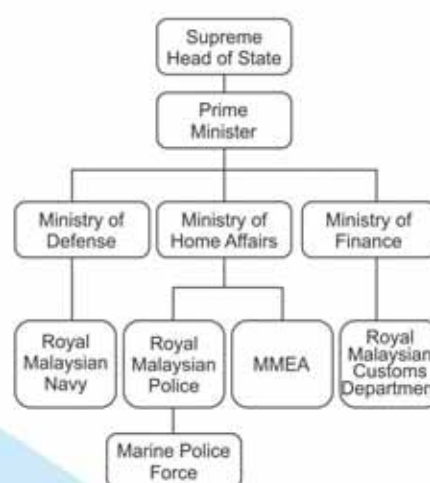 Supreme
Head of State
Prime
Minister
Ministry of
Defense
Ministry of
Home Affairs
Ministry of
Finance
Royal
Malaysian
Navy
Royal
Malaysian
Police
MMEA
Royal
Malaysian
Customs
Department
Marine Police
Force